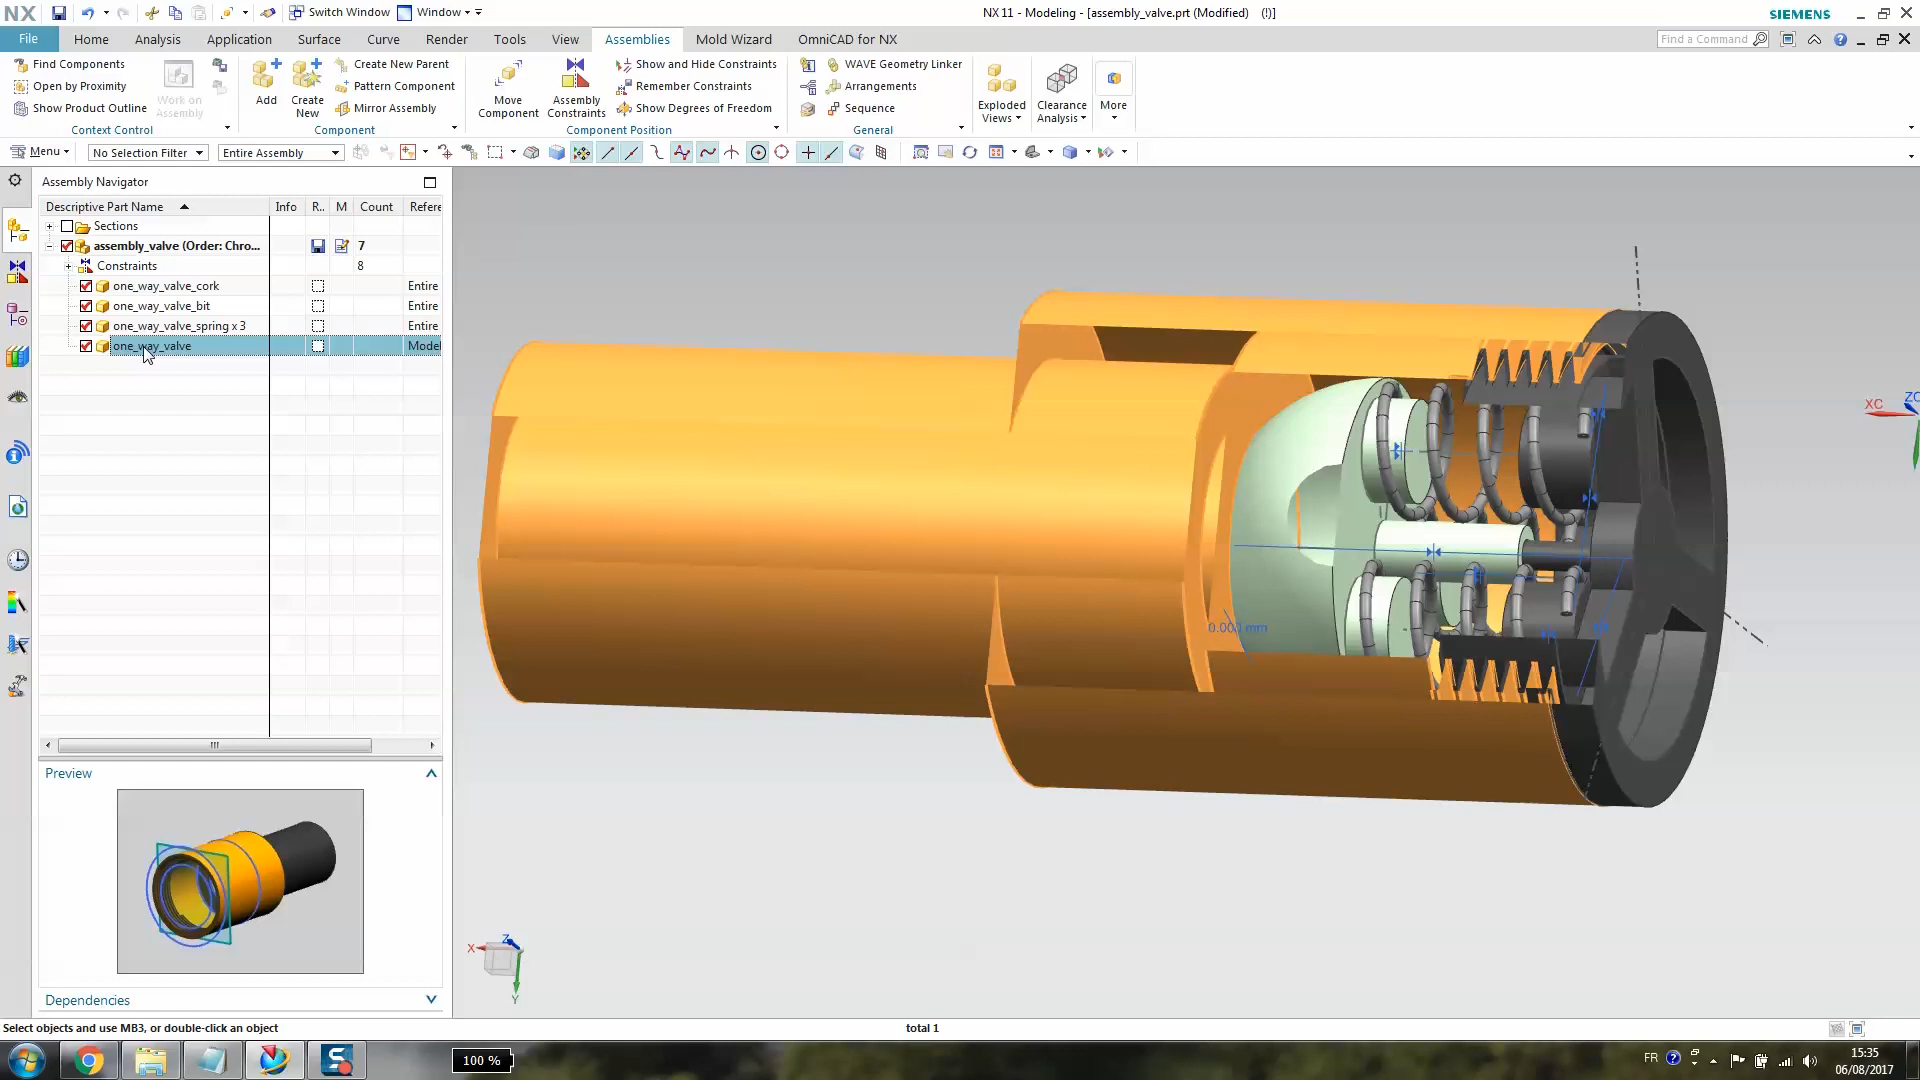 NX
Switch Window
Window
NX 11 - Modeling - [assembly_valve.prt (Modified) (!)]
SIEMENS
File
Home
Analysis
Application
Surface
Curve
Render
Tools
View
Assemblies
Mold Wizard
OmniCAD for NX
Find a Command
Find Components
Open by Proximity
Show Product Outline
Work on
Assembly
Context Control
Add
Create
New
Create New Parent
Pattern Component
Mirror Assembly
Component
Move
Component
Assembly
Constraints
Show and Hide Constraints
Remember Constraints
Show Degrees of Freedom
Component Position
WAVE Geometry Linker
Arrangements
Sequence
General
Exploded
Views
Clearance
Analysis
More
Menu
No Selection Filter
Entire Assembly
Assembly Navigator
Descriptive Part Name
Info
R..
M
Count
Refere
Sections
assembly_valve (Order: Chro...
7
Constraints
8
one_way_valve_cork
Entire
one_way_valve_bit
Entire
one_way_valve_spring x 3
Entire
one_way_valve
Model
Preview
Dependencies
0.000 mm
XC
ZC
X
Z
Y
Select objects and use MB3, or double-click an object
total 1
100 %
FR
15:35
06/08/2017